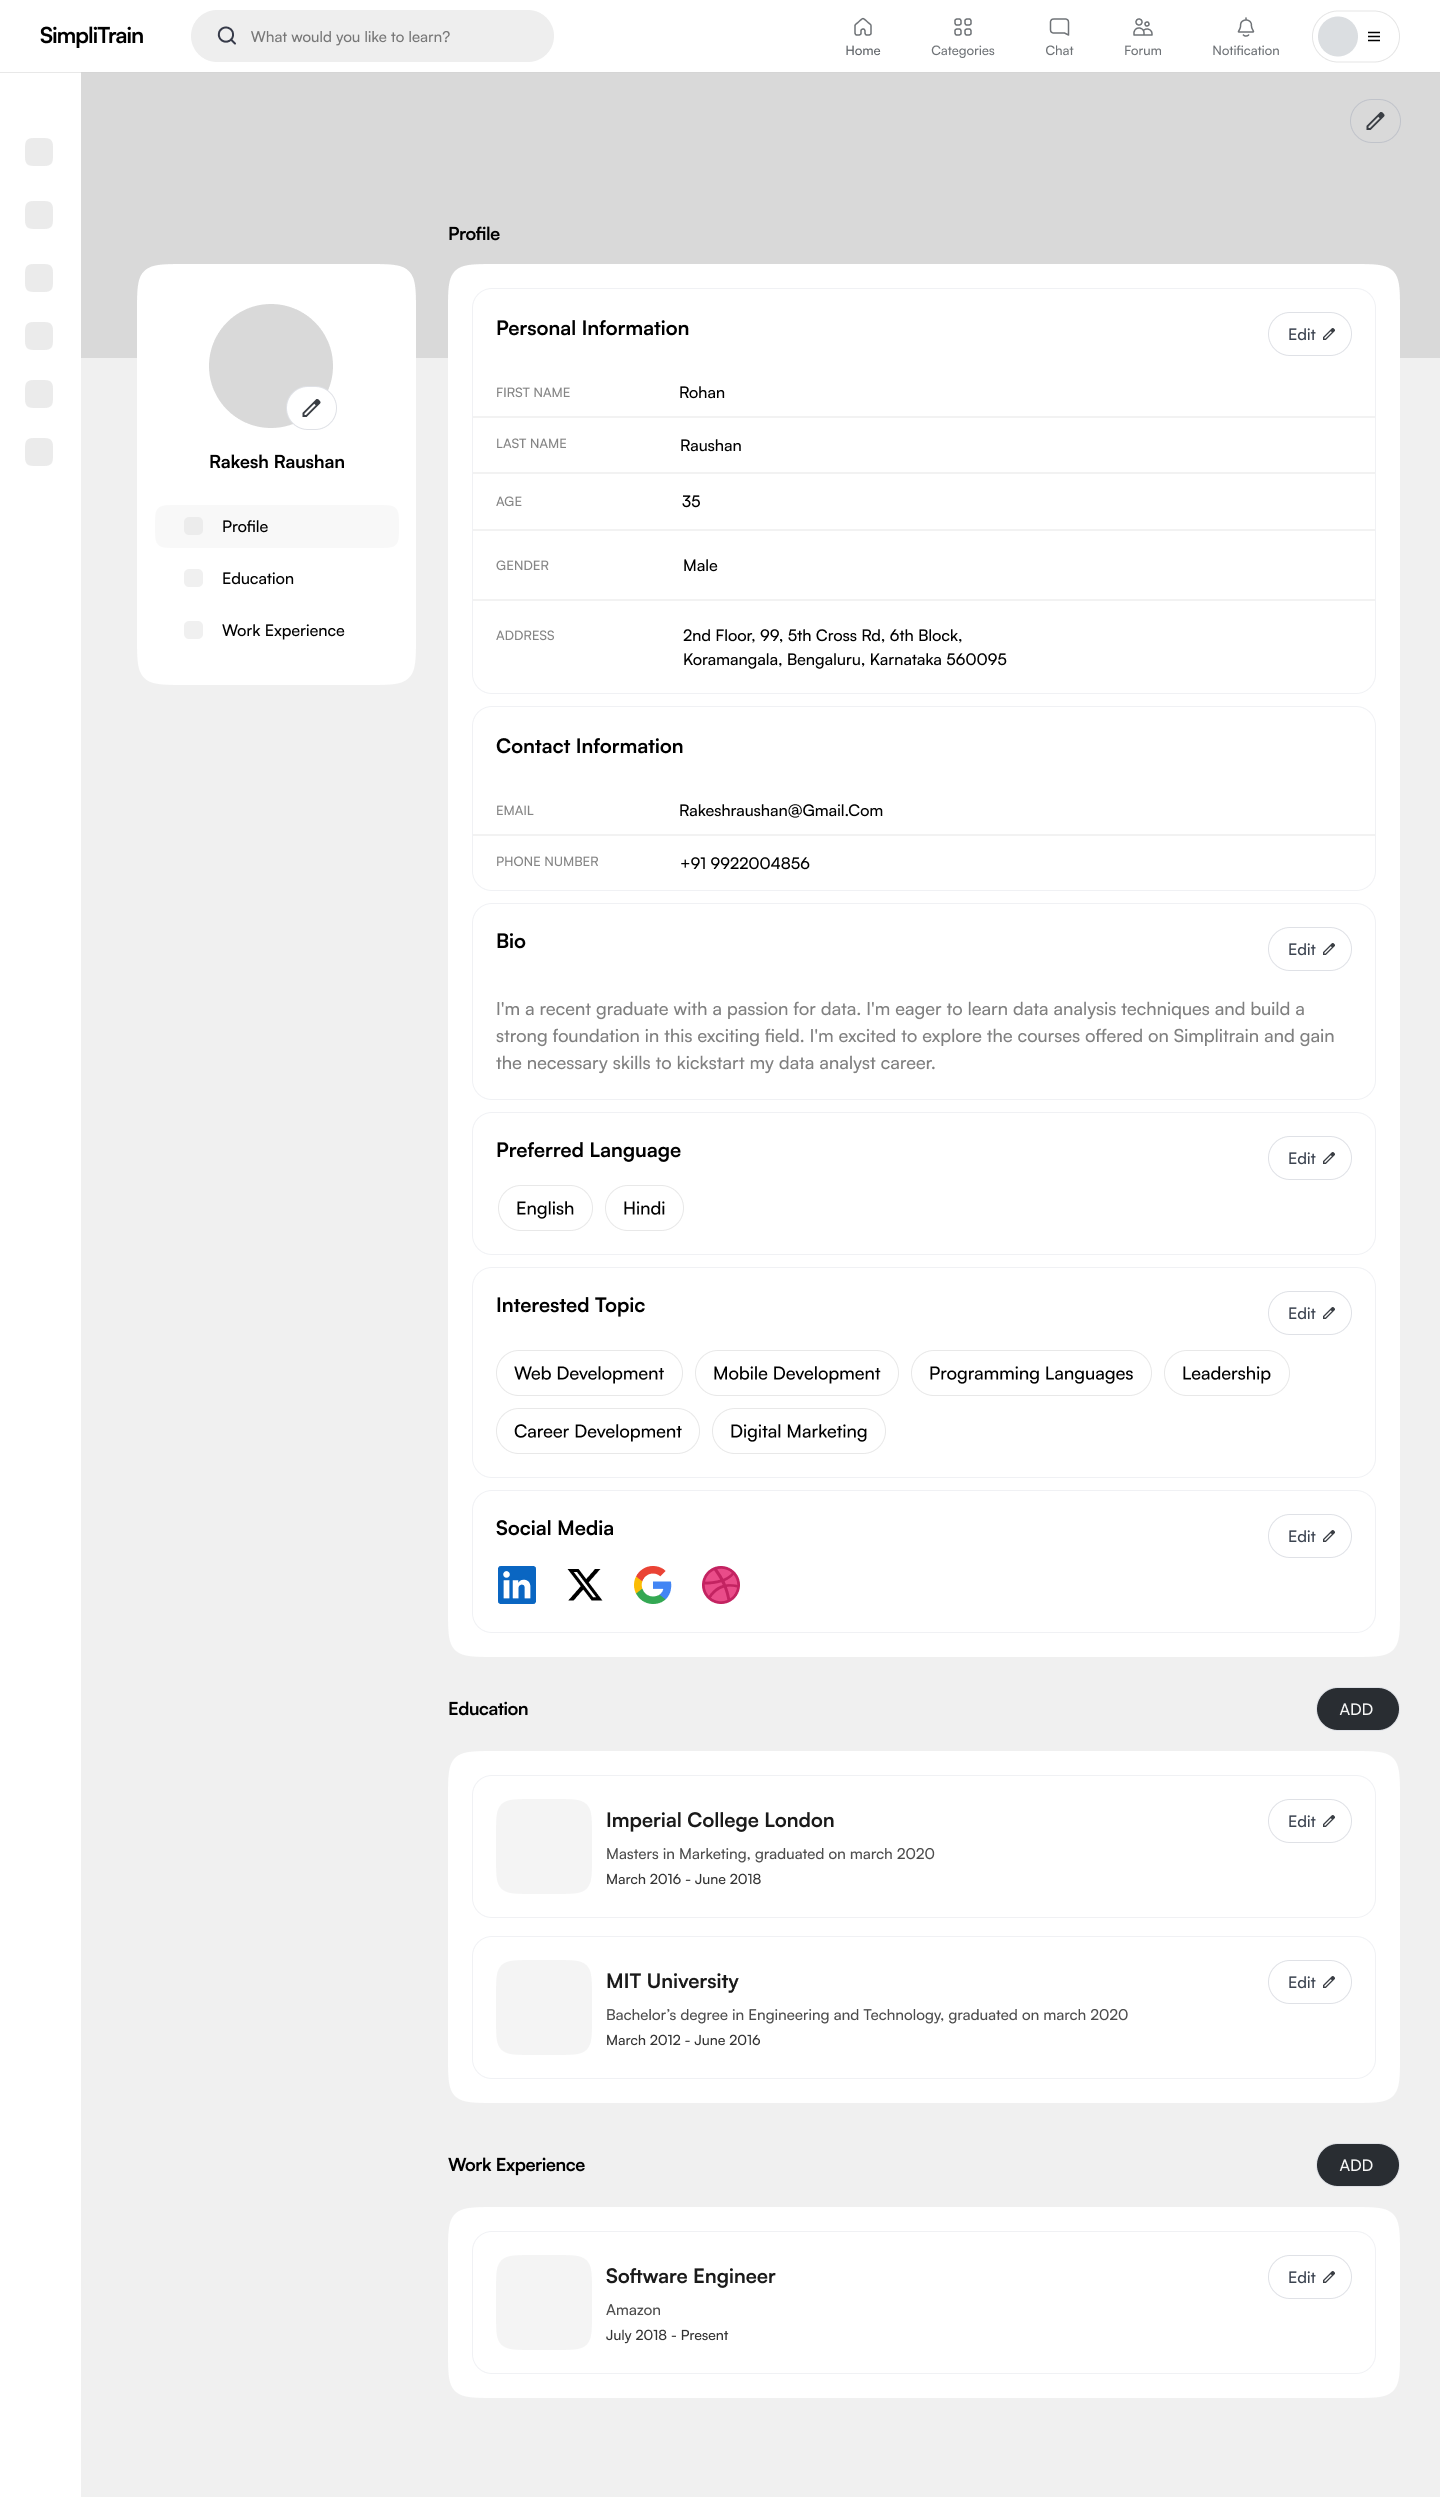 SimpliTrain
What would you like to learn?
Home
Categories
Chat
Forum
Notification
Profile
Rakesh Raushan
Profile
Education
Work Experience
Personal Information
Edit
FIRST NAME Rohan
LAST NAME Raushan
AGE 35
GENDER Male
ADDRESS 2nd Floor, 99, 5th Cross Rd, 6th Block,
Koramangala, Bengaluru, Karnataka 560095
Contact Information
EMAIL Rakeshraushan@Gmail.Com
PHONE NUMBER +91 9922004856
Bio
Edit
I'm a recent graduate with a passion for data. I'm eager to learn data analysis techniques and build a
strong foundation in this exciting field. I'm excited to explore the courses offered on Simplitrain and gain
the necessary skills to kickstart my data analyst career.
Preferred Language
Edit
English Hindi
Interested Topic
Edit
Web Development Mobile Development Programming Languages Leadership
Career Development Digital Marketing
Social Media
Edit
in X G
Education
ADD
Imperial College London
Edit
Masters in Marketing, graduated on march 2020
March 2016 - June 2018
MIT University
Edit
Bachelor’s degree in Engineering and Technology, graduated on march 2020
March 2012 - June 2016
Work Experience
ADD
Software Engineer
Edit
Amazon
July 2018 - Present